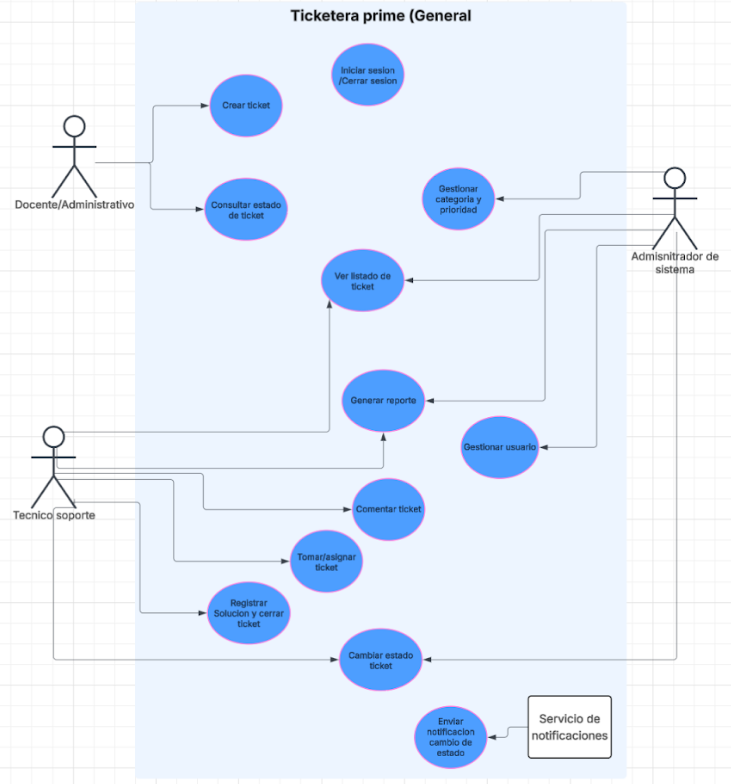 Ticketera prime (General
Iniciar sesion
/Cerrar sesion
Crear ticket
Docente/Administrativo
Consultar estado
de ticket
Gestionar
categoria y
prioridad
Admisnitrador de
sistema
Ver listado de
ticket
Generar reporte
Gestionar usuario
Tecnico soporte
Comentar ticket
Tomar/asignar
ticket
Registrar
Solucion y cerrar
ticket
Cambiar estado
ticket
Enviar
notificacion
cambio de
estado
Servicio de
notificaciones